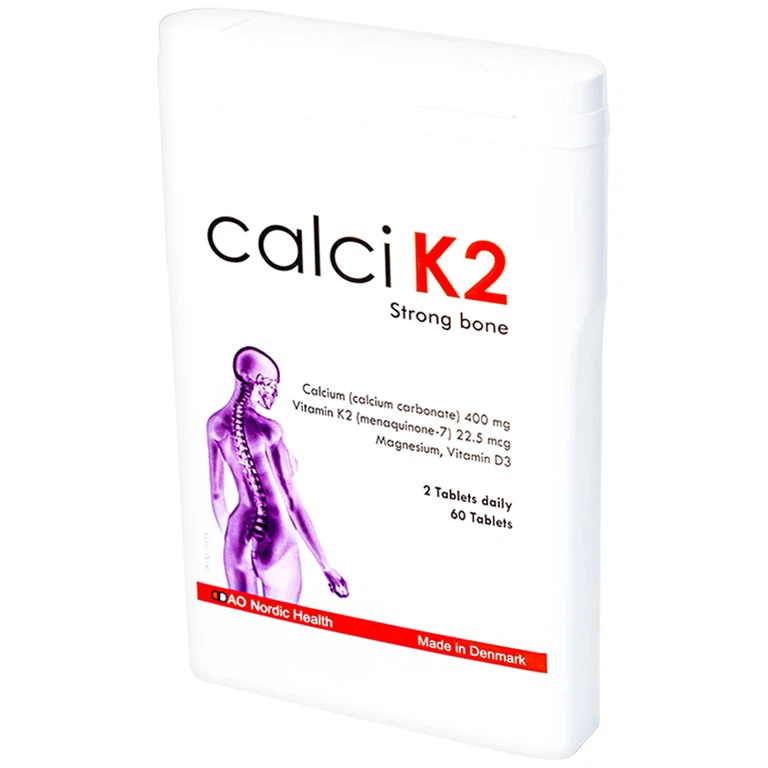 calci K2
Strong bone
Calcium (calcium carbonate) 400 mg
Vitamin K2 (menaquinone-7) 22.5 mcg
Magnesium, Vitamin D3
2 Tablets daily
60 Tablets
AO Nordic Health
Made in Denmark